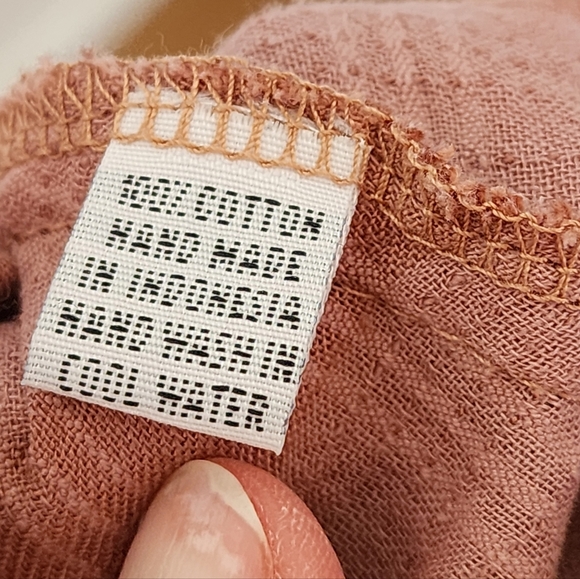 100% COTTON
HAND MADE
IN INDONESIA
HAND WASH IN
COOL WATER